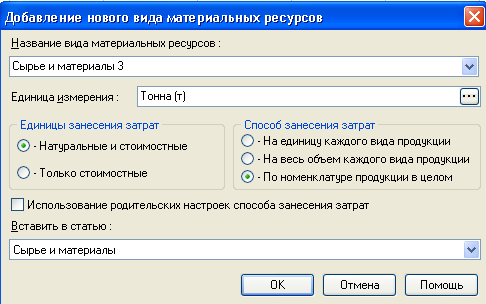 Добавление нового вида материальных ресурсов
Название вида материальных ресурсов :
Сырье и материалы 3
Единица измерения :
Тонна (т)
...
Единицы занесения затрат
- Натуральные и стоимостные
- Только стоимостные
Способ занесения затрат
- На единицу каждого вида продукции
- На весь объем каждого вида продукции
- По номенклатуре продукции в целом
Использование родительских настроек способа занесения затрат
Вставить в статью :
Сырье и материалы
OK
Отмена
Помощь